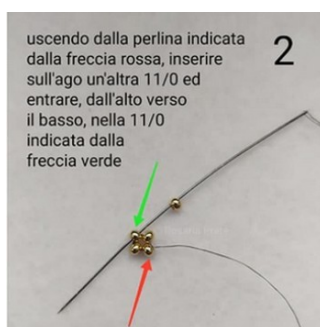 uscendo dalla perlina indicata
dalla freccia rossa, inserire
sull'ago un'altra 11/0 ed
entrare, dall'alto verso
il basso, nella 11/0
indicata dalla
freccia verde
2